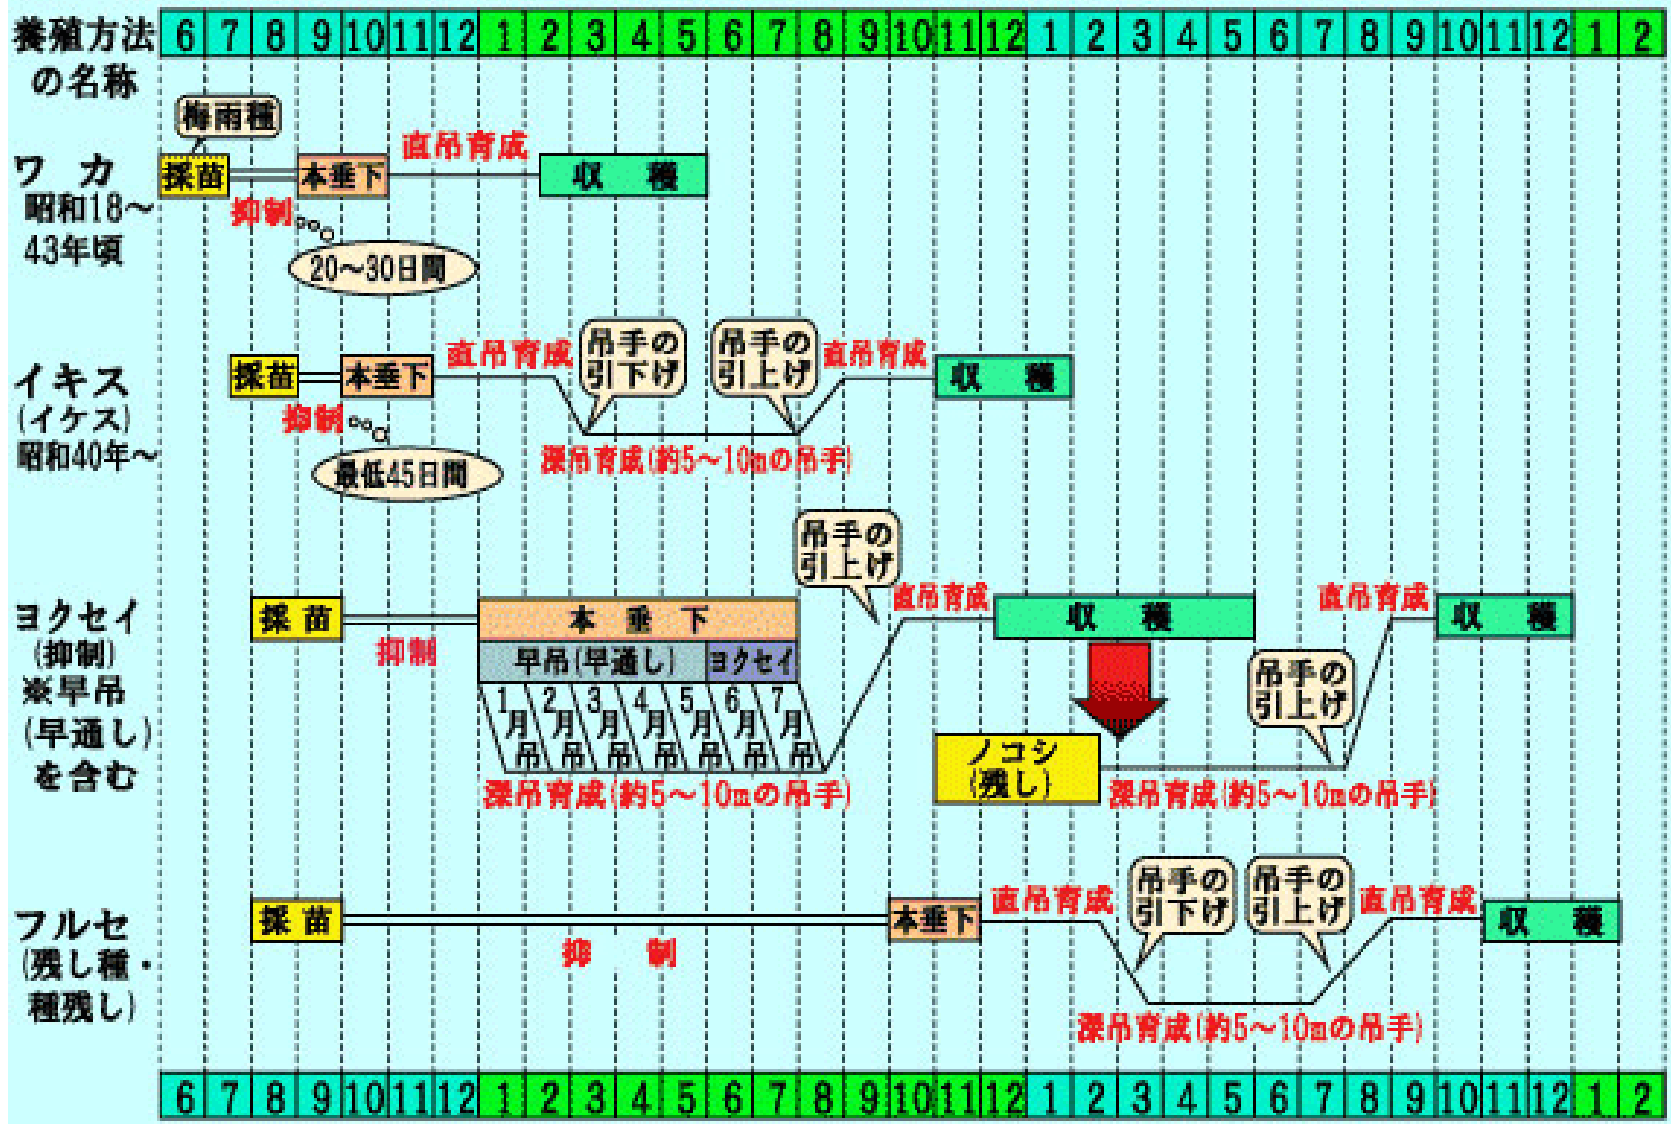 養殖方法 6 7 8 9 10 11 12 1 2 3 4 5 6 7 8 9 10 11 12 1 2 3 4 5 6 7 8 9 10 11 12 1 2
の名称
梅雨種
ワカ
昭和18～
43年頃
採苗
抑制
本垂下
直吊育成
収穫
20～30日間
イキス
(イケス)
昭和40年～
採苗
抑制
本垂下
直吊育成
吊手の
引下げ
吊手の
引上げ
直吊育成
収穫
最低45日間
深吊育成(約5～10mの吊手)
ヨクセイ
(抑制)
※早吊
(早通し)
を含む
採苗
抑制
本垂下
早吊(早通し)
ヨクセイ
1月吊
2月吊
3月吊
4月吊
5月吊
6月吊
7月吊
深吊育成(約5～10mの吊手)
吊手の
引上げ
直吊育成
収穫
ノコシ
(残し)
深吊育成(約5～10mの吊手)
吊手の
引上げ
直吊育成
収穫
フルセ
(残し種・
種残し)
採苗
抑制
本垂下
直吊育成
吊手の
引下げ
吊手の
引上げ
直吊育成
収穫
深吊育成(約5～10mの吊手)
6 7 8 9 10 11 12 1 2 3 4 5 6 7 8 9 10 11 12 1 2 3 4 5 6 7 8 9 10 11 12 1 2